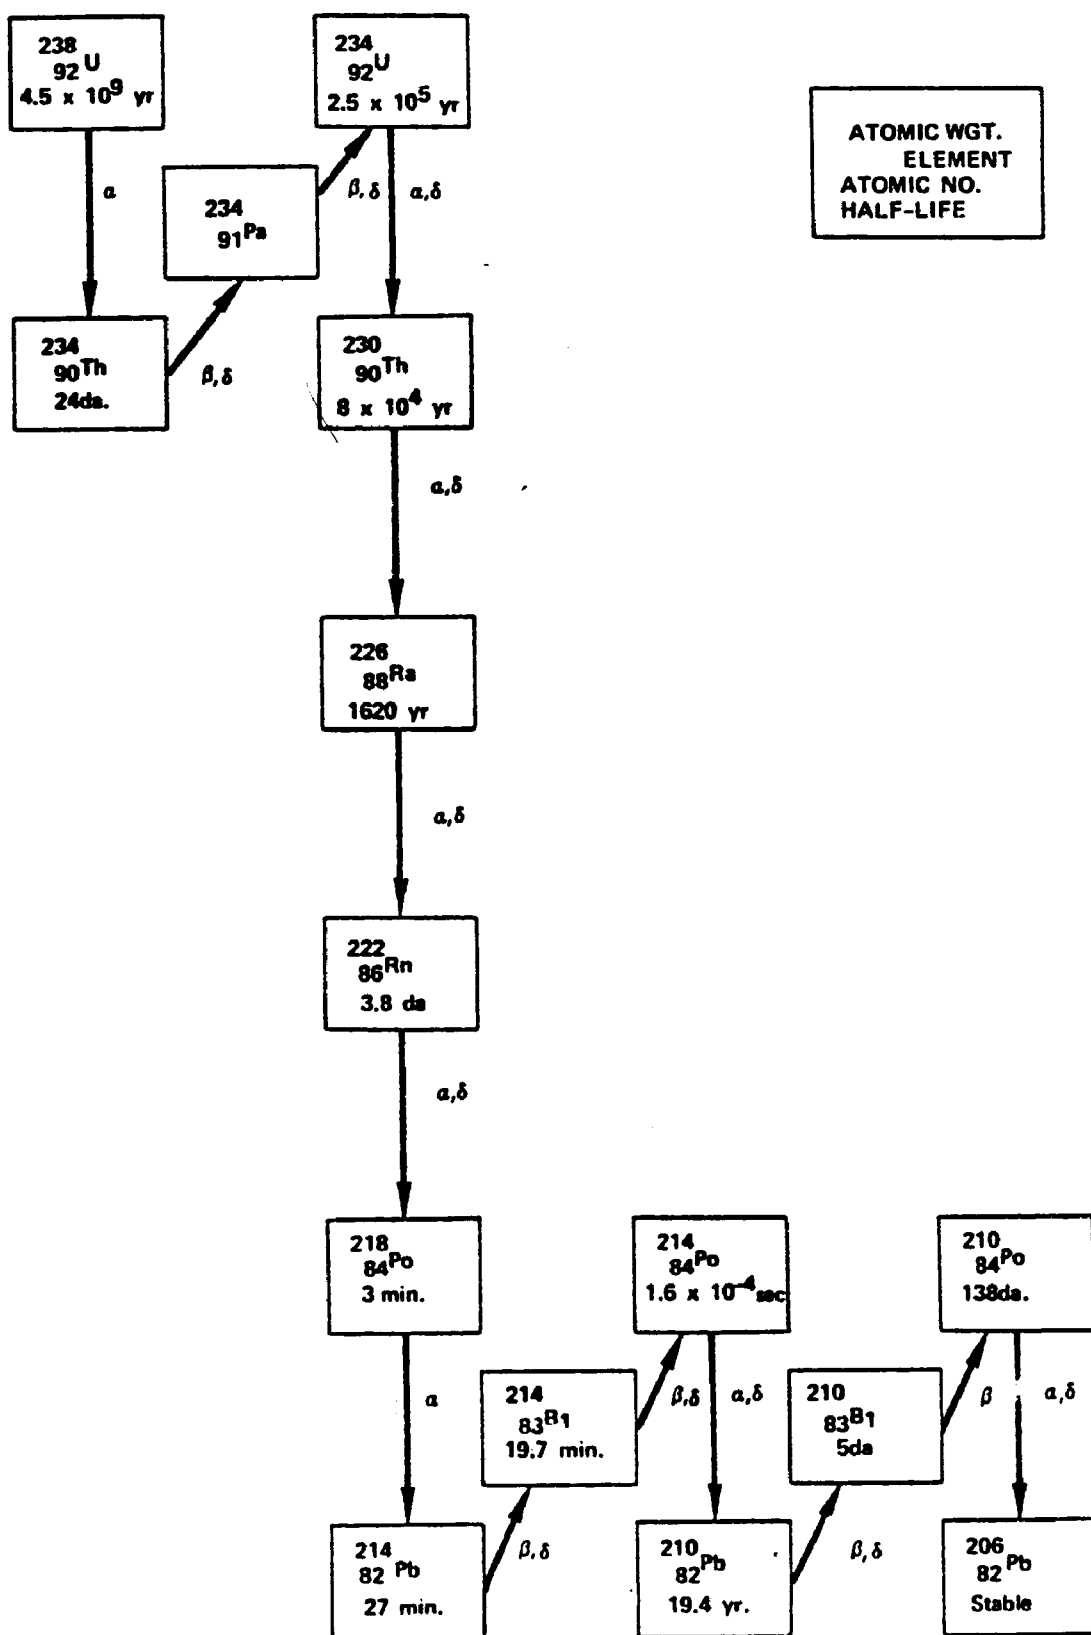 238
92 U
4.5 x 10⁹ yr
234
92 U
2.5 x 10⁵ yr
ATOMIC WGT.
ELEMENT
ATOMIC NO.
HALF-LIFE
α
β,δ
α,δ
234
91 Pa
234
90 Th
24da.
β,δ
230
90 Th
8 x 10⁴ yr
α,δ
226
88 Ra
1620 yr
α,δ
222
86 Rn
3.8 da
α,δ
218
84 Po
3 min.
214
84 Po
1.6 x 10⁻⁴ sec
210
84 Po
138da.
α
214
83 B1
19.7 min.
β,δ
α,δ
210
83 B1
5da
β
α,δ
214
82 Pb
27 min.
β,δ
210
82 Pb
19.4 yr.
β,δ
206
82 Pb
Stable